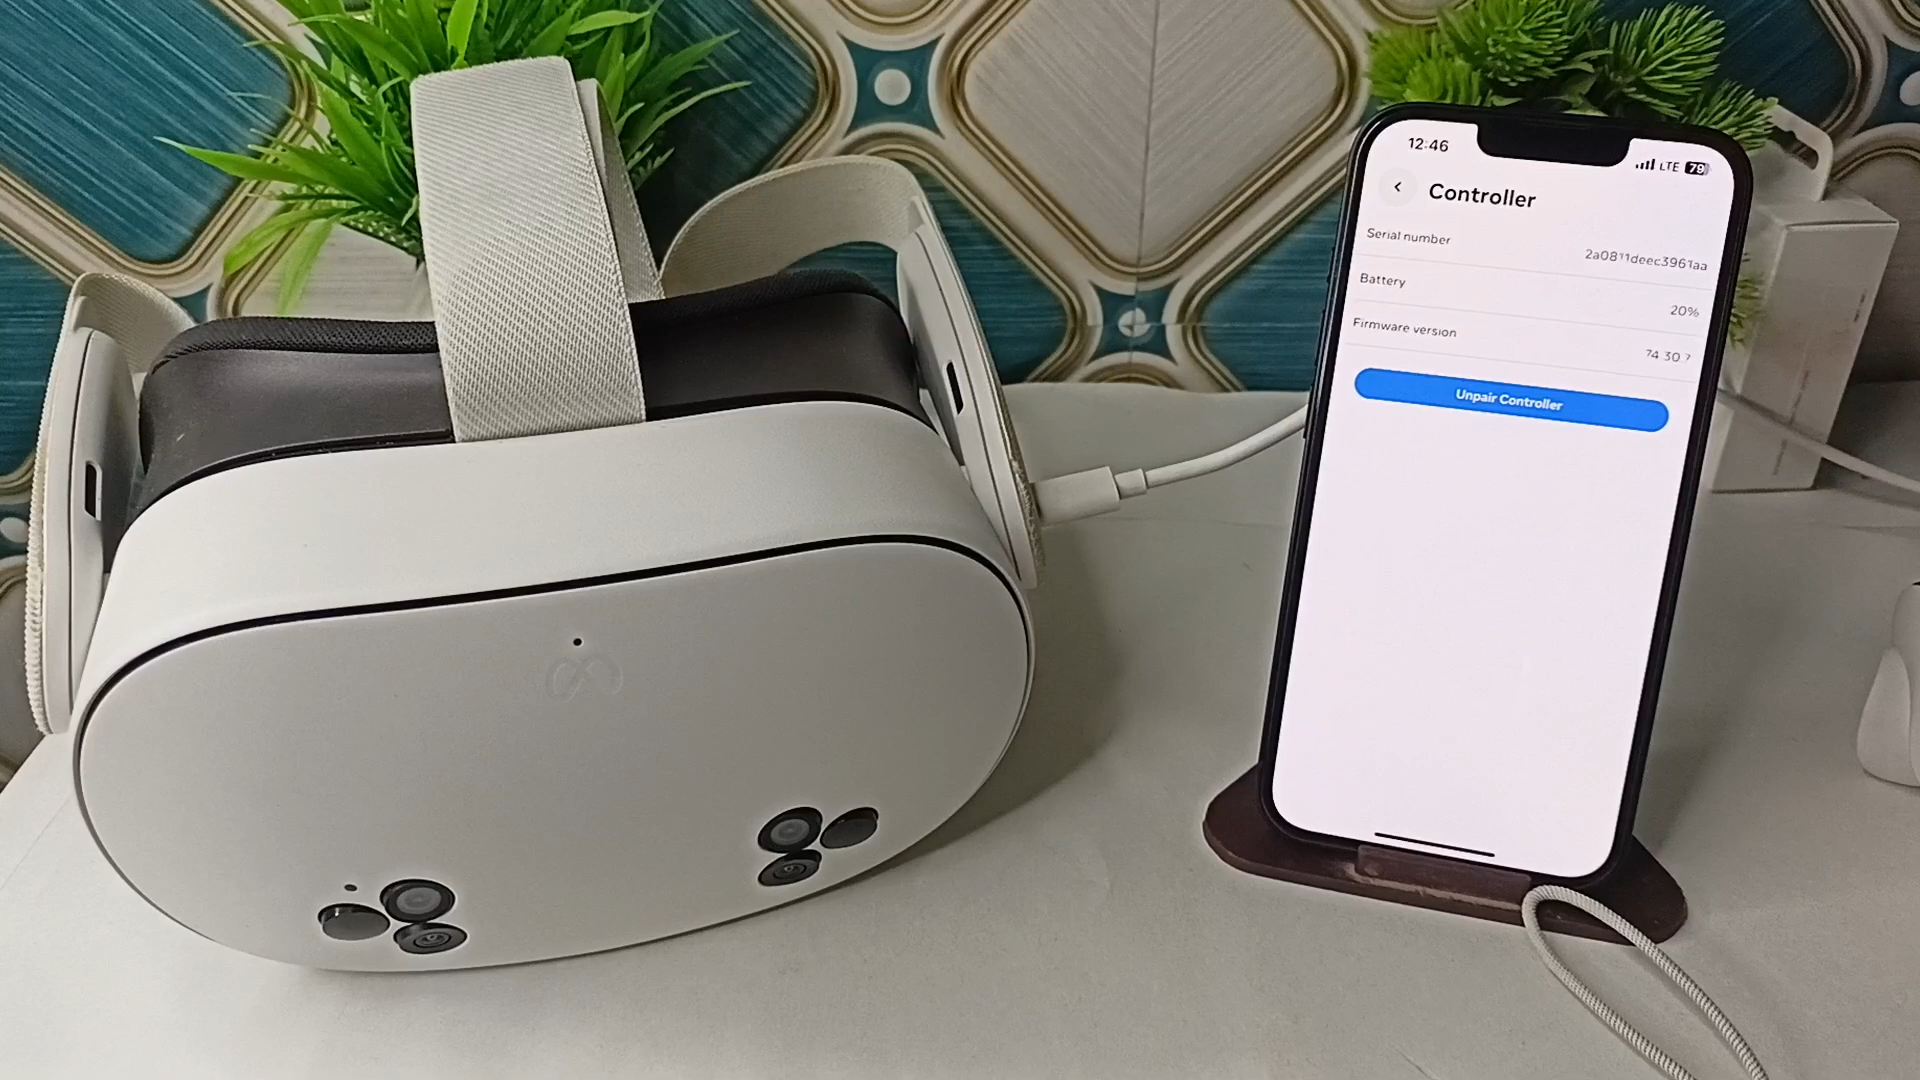 12:46
LTE 79
Controller
Serial number
2a0811deec3961aa
Battery
20%
Firmware version
Unpair Controller